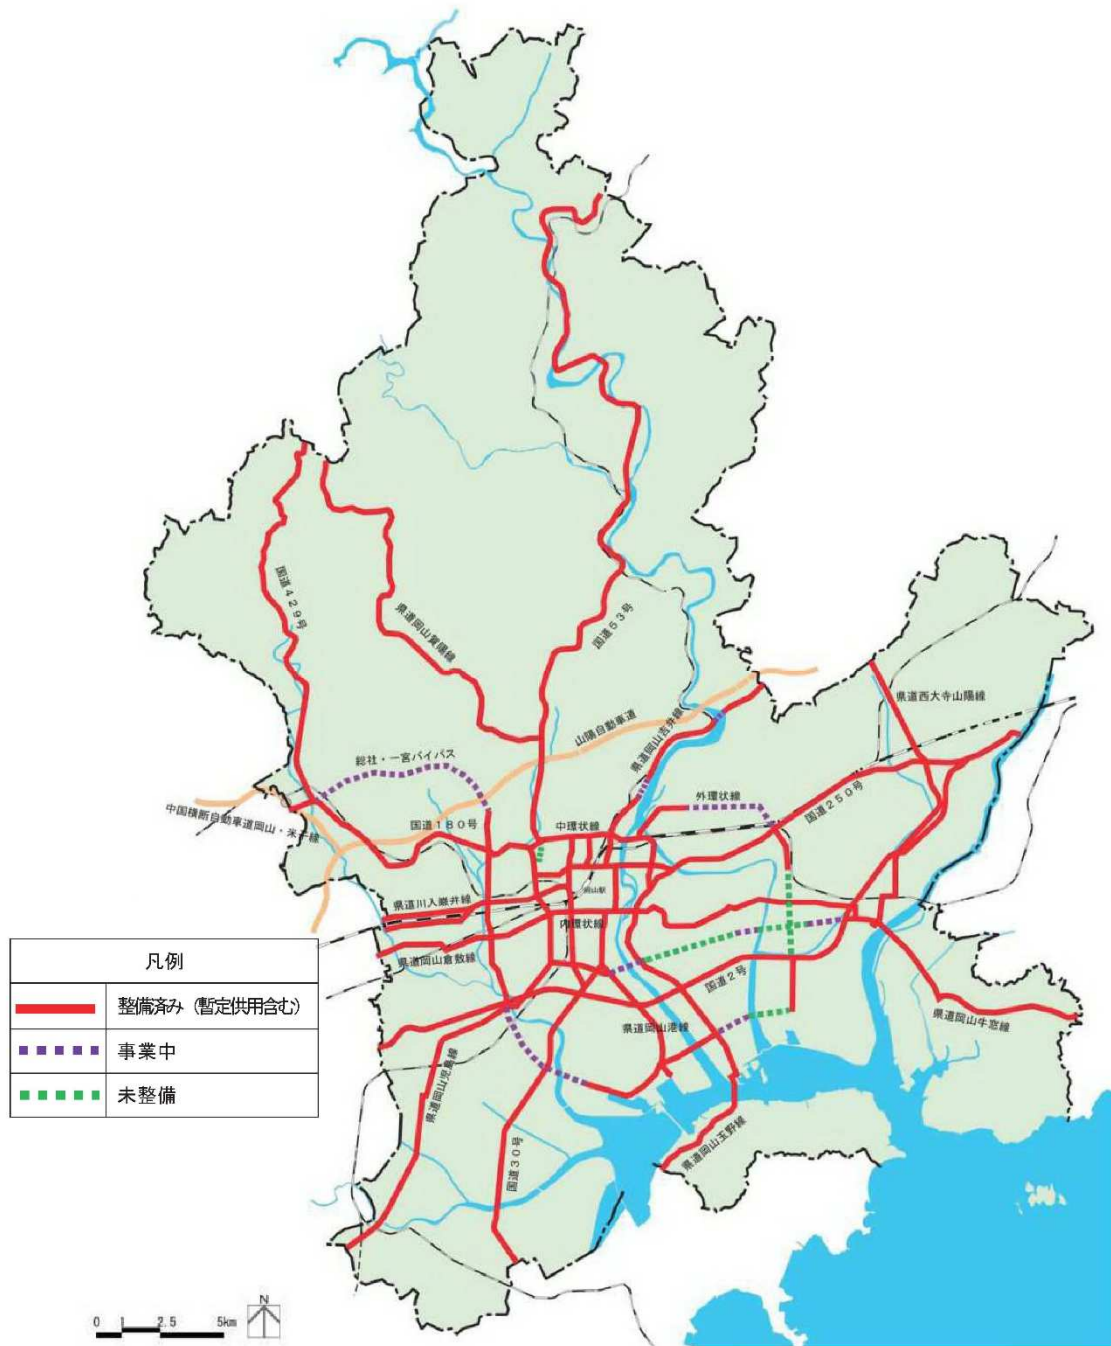 国道429号
県道岡山賀陽線
国道53号
山陽自動車道
県道岡山吉井線
県道西大寺山陽線
総社・一宮バイパス
外環状線
国道250号
中国横断自動車道岡山・米子線
国道180号
中環状線
岡山駅
県道川入巌井線
内環状線
県道岡山倉敷線
国道2号
県道岡山港線
県道岡山牛窓線
県道岡山児島線
国道30号
県道岡山玉野線
凡例
整備済み（暫定供用含む）
事業中
未整備
0 1 2.5 5km
N